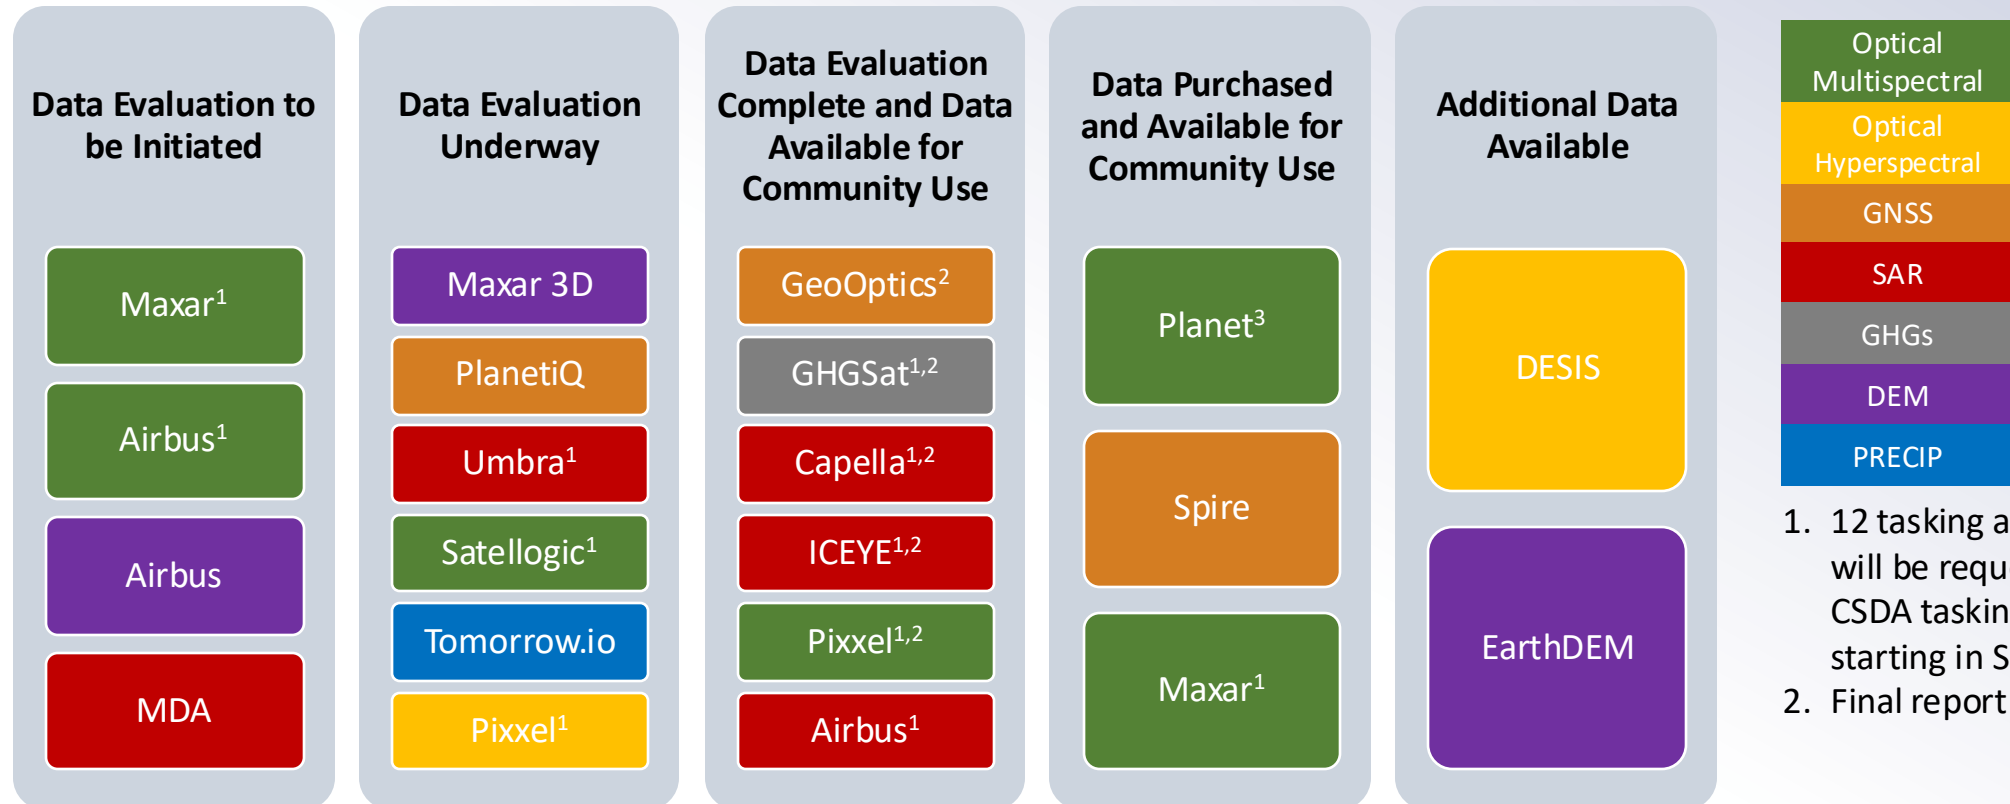 Data Evaluation to
be Initiated
Maxar¹
Airbus¹
Airbus
MDA
Data Evaluation
Underway
Maxar 3D
PlanetiQ
Umbra¹
Satellogic¹
Tomorrow.io
Pixxel¹
Data Evaluation
Complete and Data
Available for
Community Use
GeoOptics²
GHGSat¹,²
Capella¹,²
ICEYE¹,²
Pixxel¹,²
Airbus¹
Data Purchased
and Available for
Community Use
Planet³
Spire
Maxar¹
Additional Data
Available
DESIS
EarthDEM
Optical
Multispectral
Optical
Hyperspectral
GNSS
SAR
GHGs
DEM
PRECIP
1. 12 tasking
will be
CSDA
starting in
2. Final report